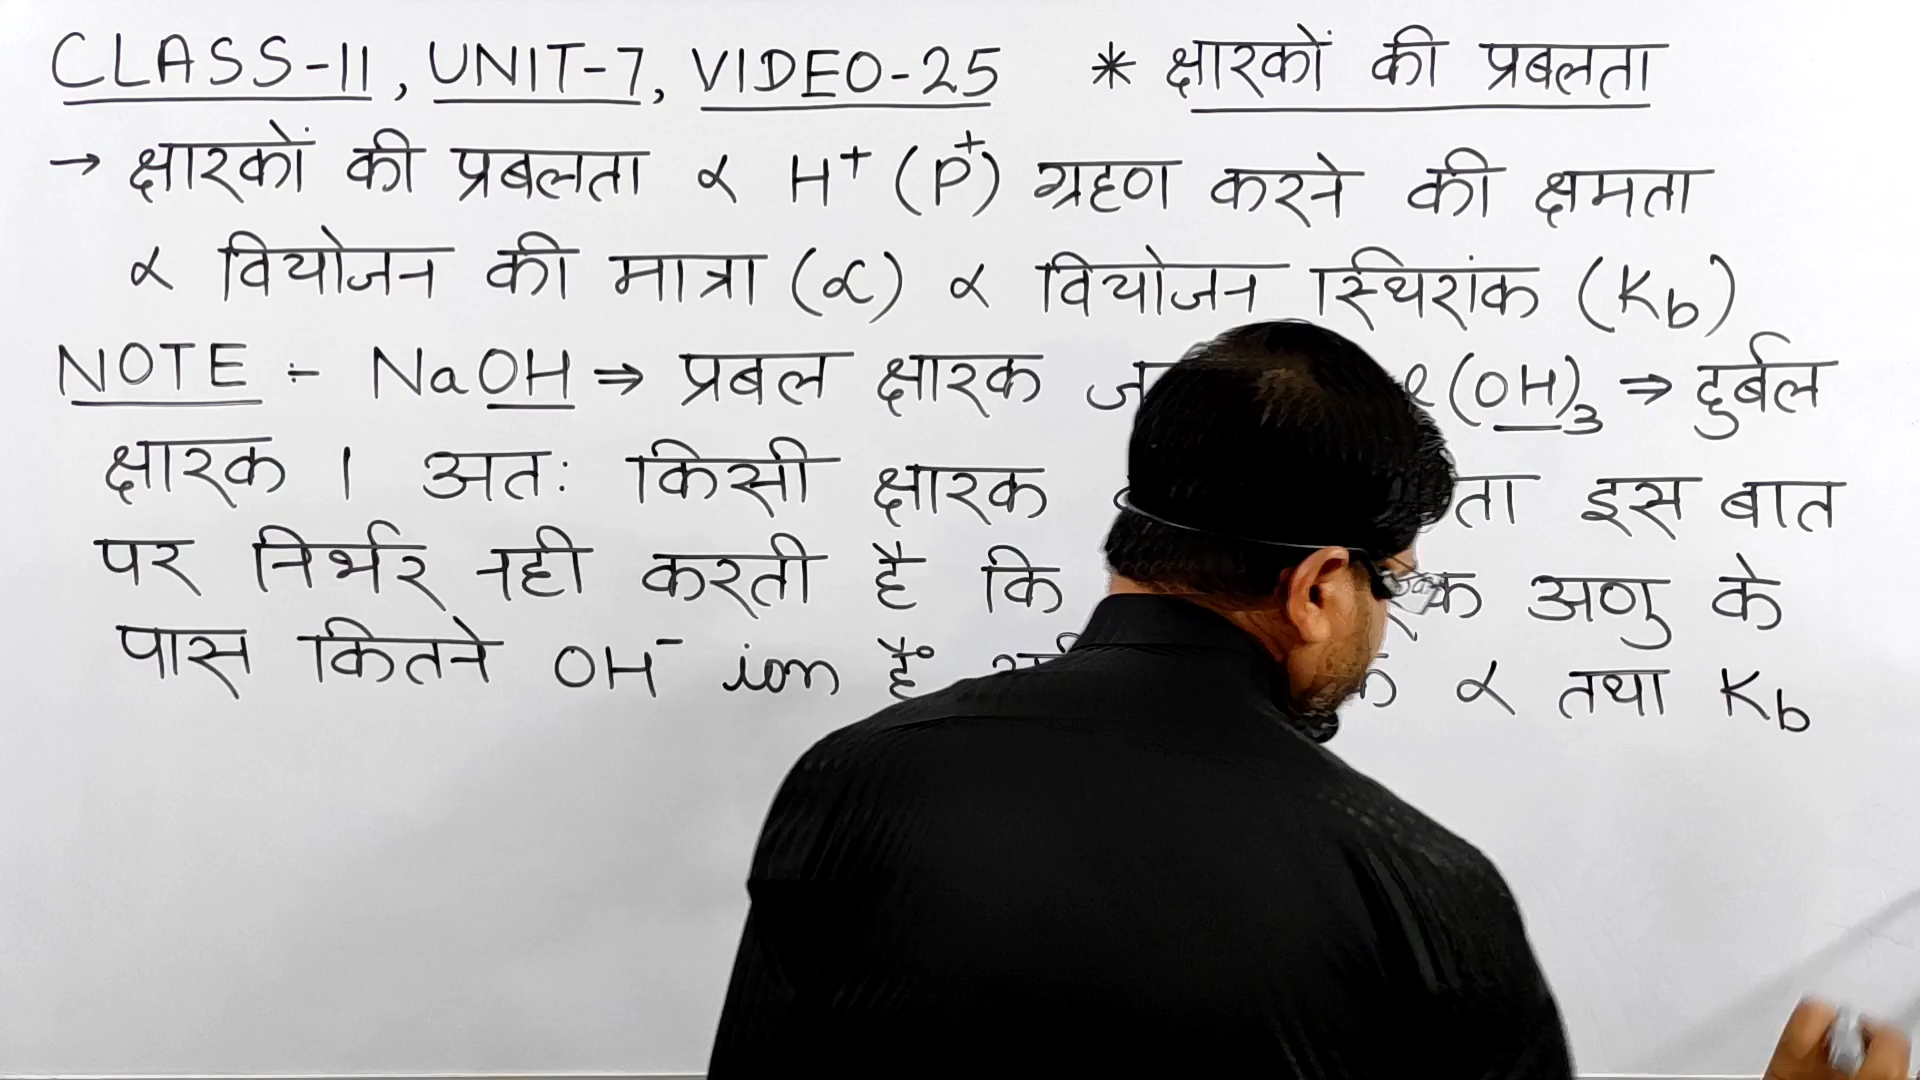 CLASS-11, UNIT-7, VIDEO-25 * क्षारकों की प्रबलता
→ क्षारकों की प्रबलता ∝ H⁺ (P⁺) ग्रहण करने की क्षमता
∝ वियोजन की मात्रा (α) ∝ वियोजन स्थिरांक (Kb)
NOTE :- NaOH ⇒ प्रबल क्षारक (OH)₃ ⇒ दुर्बल
क्षारक । अतः किसी क्षारक इस बात
पर निर्भर नही करती है कि अणु के
पास कितने OH⁻ ion हैं α तथा Kb